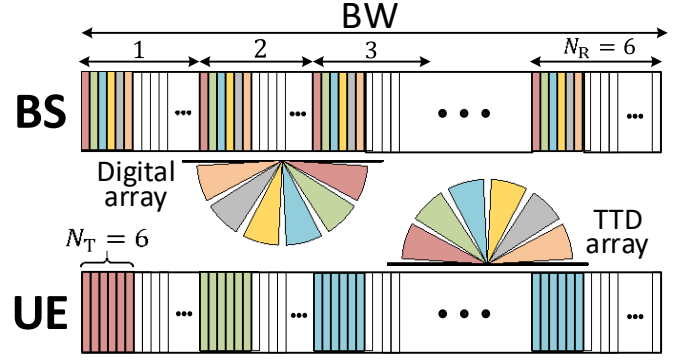 BW
1 2 3 N_R = 6
BS
Digital
array
TTD
array
N_T = 6
UE